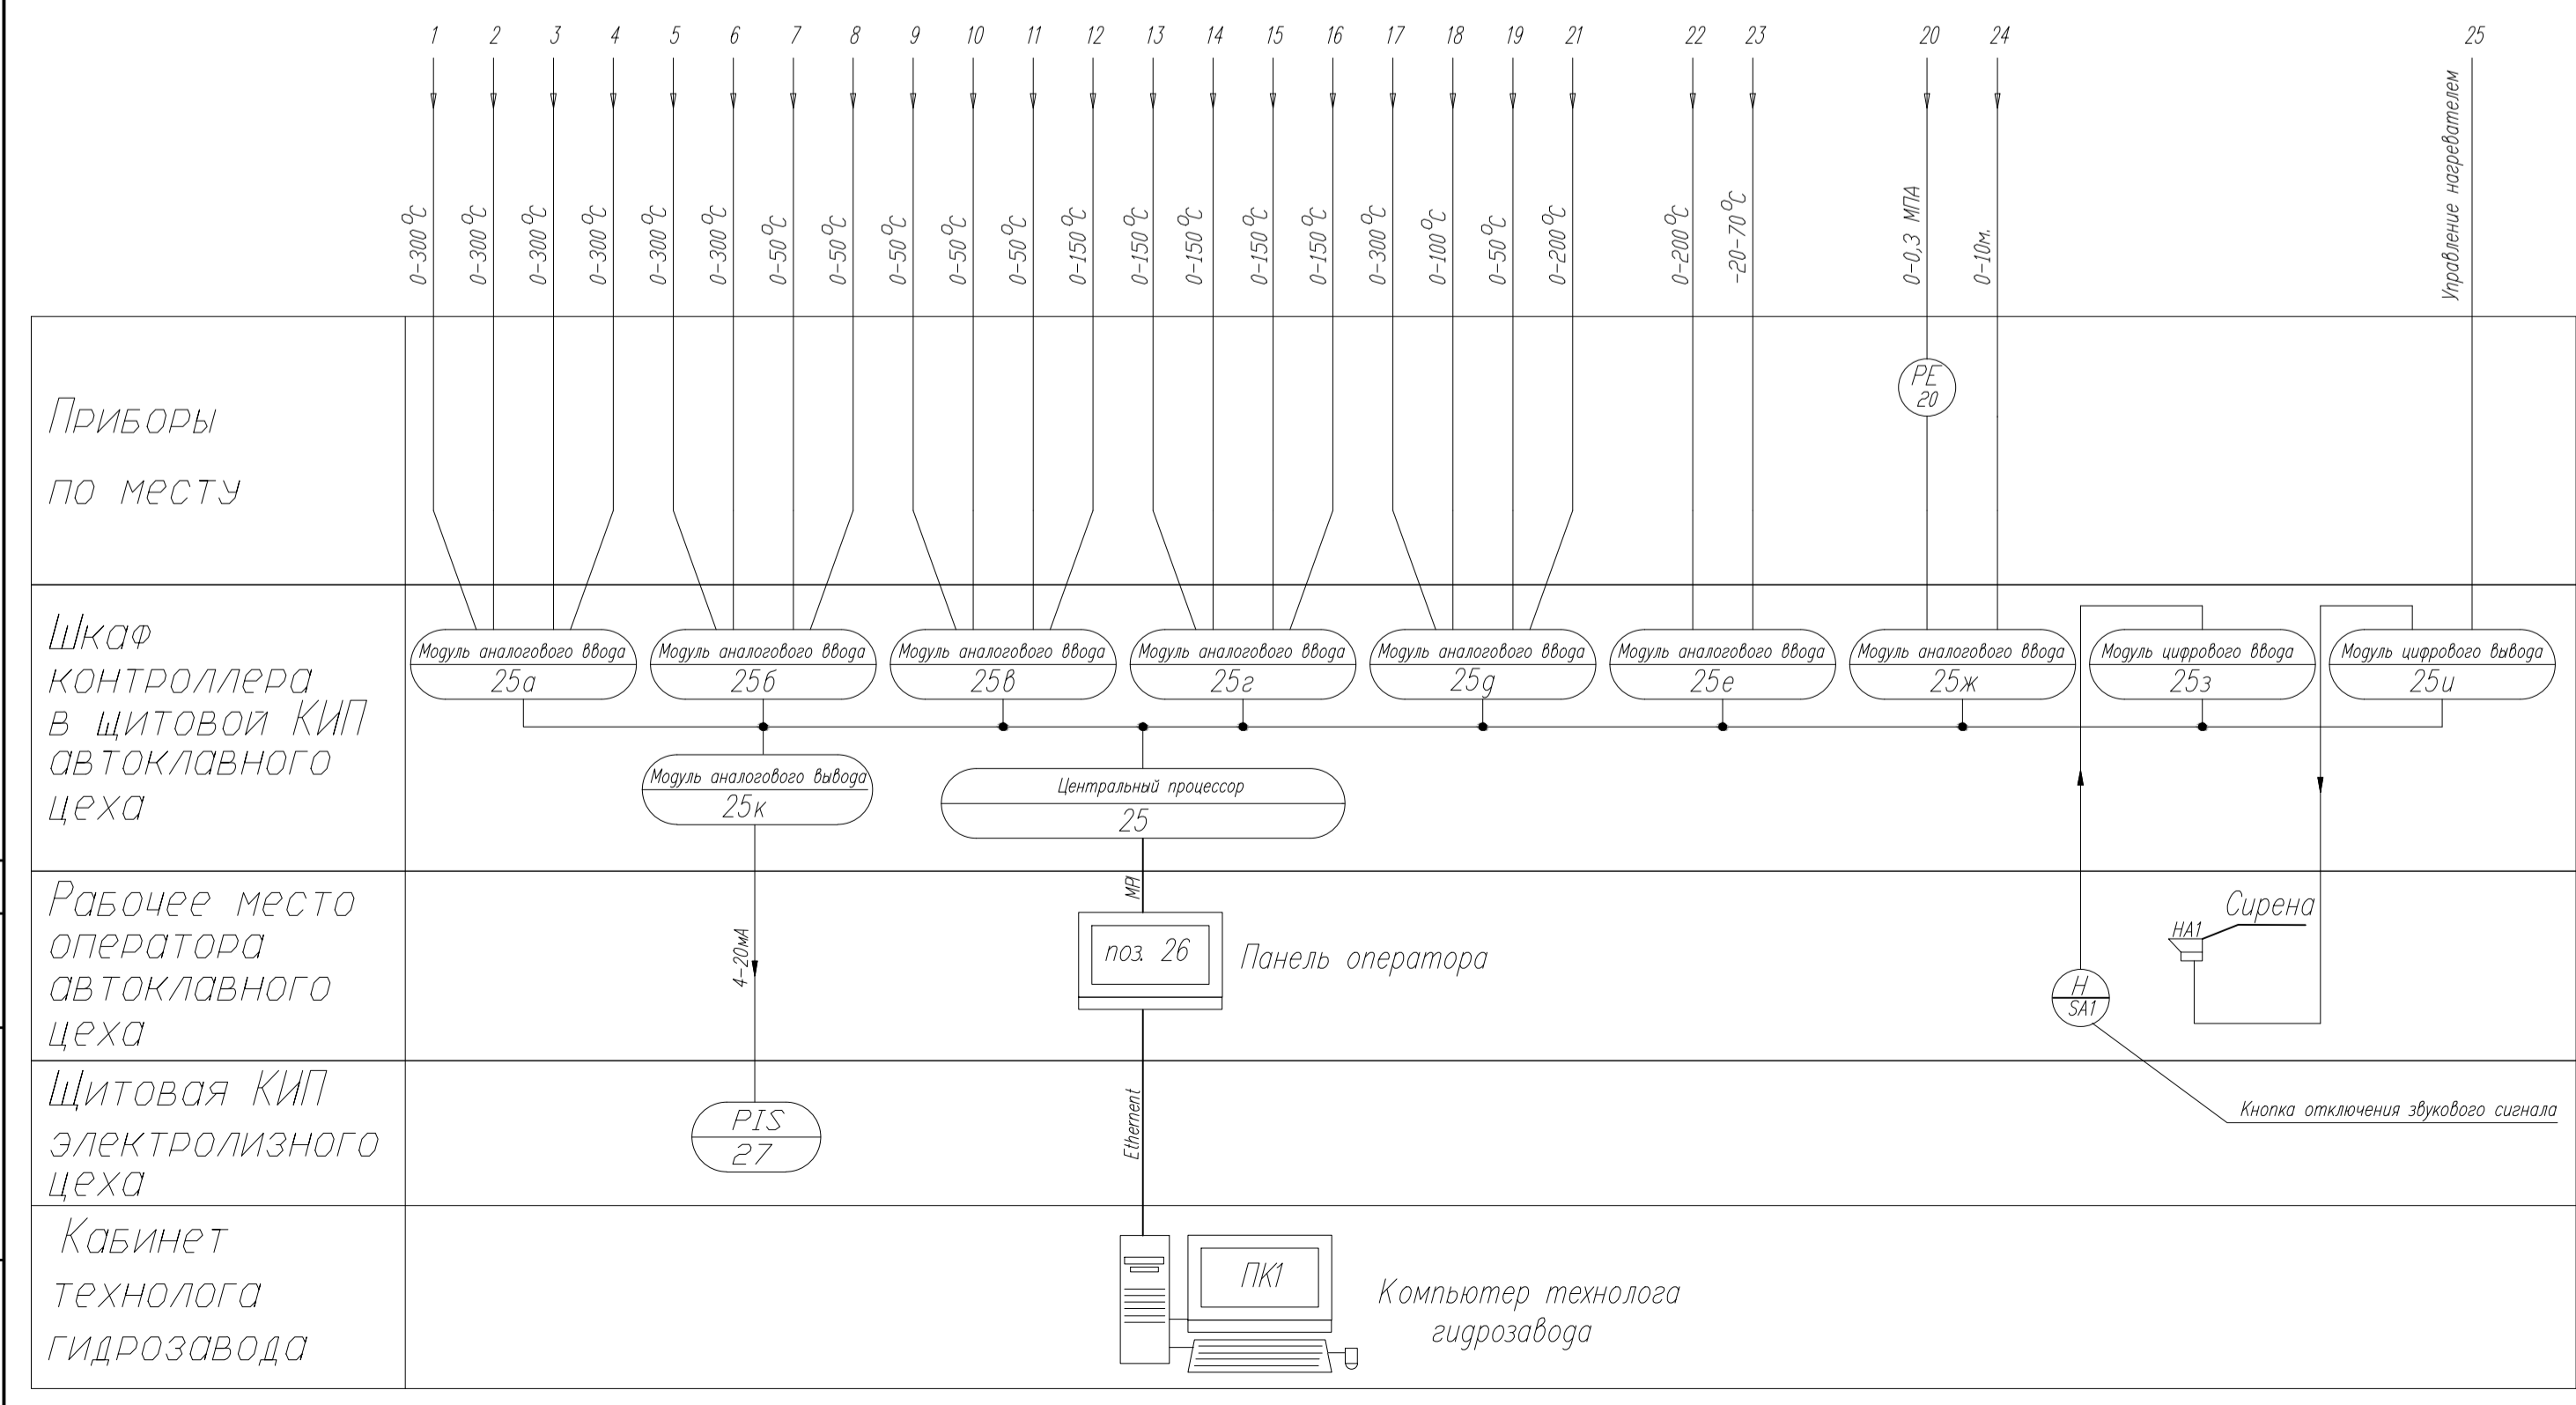 1 2 3 4 5 6 7 8 9 10 11 12 13 14 15 16 17 18 19 21 22 23 20 24 25
0-300°С
0-300°С
0-300°С
0-300°С
0-300°С
0-300°С
0-50°С
0-50°С
0-50°С
0-50°С
0-50°С
0-150°С
0-150°С
0-150°С
0-150°С
0-150°С
0-300°С
0-100°С
0-50°С
0-200°С
0-200°С
-20-70°С
0-0,3 МПА
0-10м.
Управление нагревателем
Приборы
по месту
PE
20
Шкаф
контроллера
в щитовой КИП
автоклавного
цеха
Модуль аналогового ввода
25а
Модуль аналогового ввода
25б
Модуль аналогового ввода
25в
Модуль аналогового ввода
25г
Модуль аналогового ввода
25д
Модуль аналогового ввода
25е
Модуль аналогового ввода
25ж
Модуль цифрового ввода
25з
Модуль цифрового вывода
25и
Модуль аналогового вывода
25к
Центральный процессор
25
Рабочее место
оператора
автоклавного
цеха
4-20мА
MPI
поз. 26
Панель оператора
H
SA1
HA1
Сирена
Щитовая КИП
электролизного
цеха
PIS
27
Ethernent
Кнопка отключения звукового сигнала
Кабинет
технолога
гидрозавода
ПК1
Компьютер технолога
гидрозавода